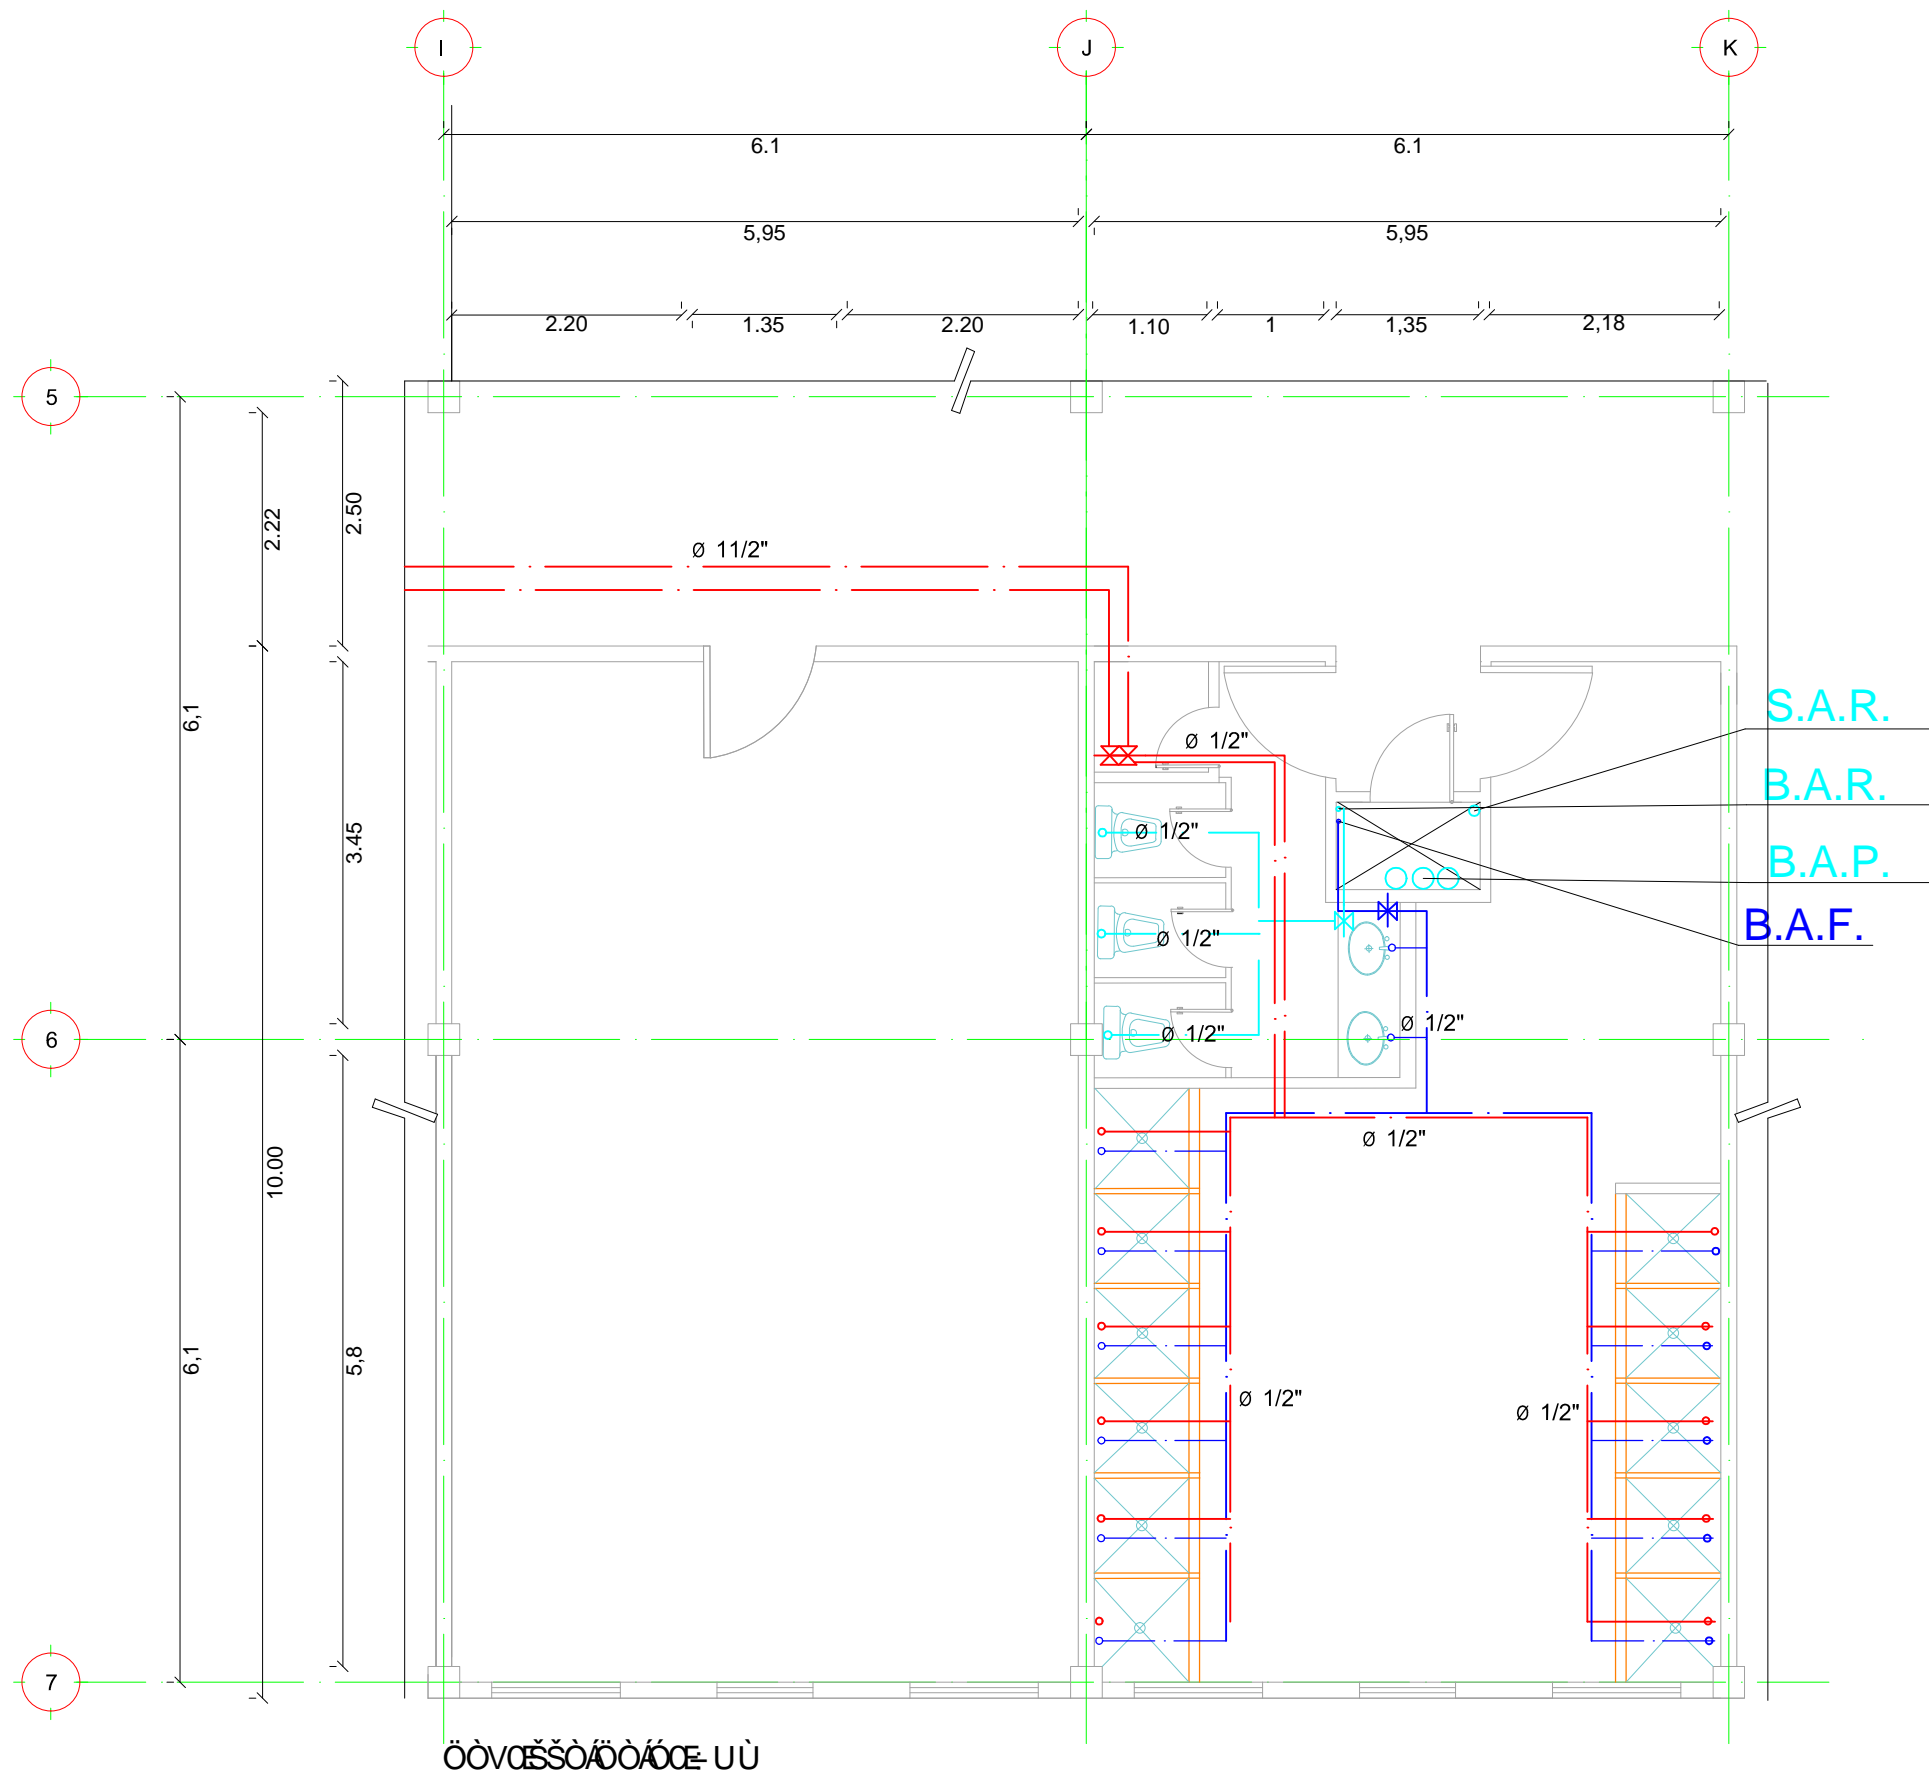 I J K
6.1 6.1
5,95 5,95
2.20 1.35 2.20 1.10 1 1,35 2,18
5
2.22
2.50
Ø 11/2"
6,1
S.A.R.
Ø 1/2"
B.A.R.
3.45
Ø 1/2"
B.A.P.
B.A.F.
Ø 1/2"
6
Ø 1/2"
Ø 1/2"
10.00
Ø 1/2"
6,1
5,8
Ø 1/2"
Ø 1/2"
7